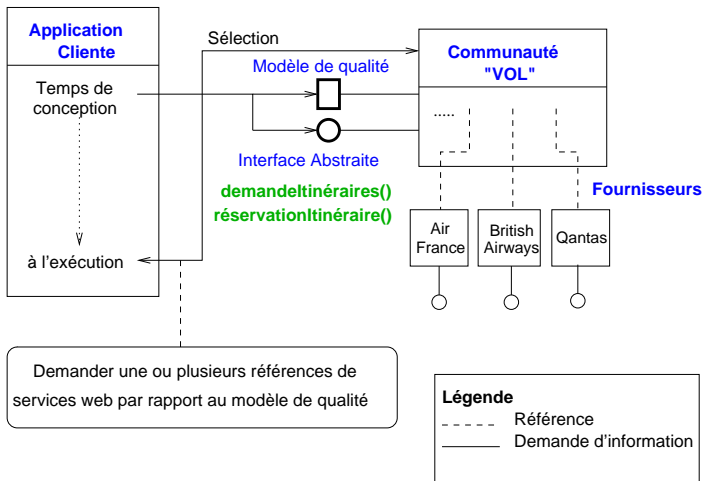 Application
Cliente
Sélection
Communauté
"VOL"
Modèle de qualité
Temps de
conception
.....
Interface Abstraite
demandeItinéraires()
réservationItinéraire()
Fournisseurs
Air
France
British
Airways
Qantas
à l'exécution
Demander une ou plusieurs références de
services web par rapport au modèle de qualité
Légende
Référence
Demande d'information